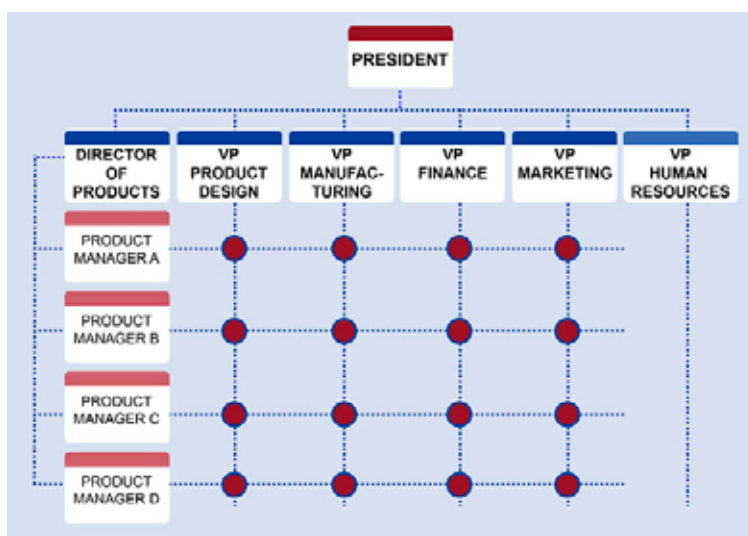 PRESIDENT
DIRECTOR
OF
PRODUCTS
VP
PRODUCT
DESIGN
VP
MANUFAC-
TURING
VP
FINANCE
VP
MARKETING
VP
HUMAN
RESOURCES
PRODUCT
MANAGER A
PRODUCT
MANAGER B
PRODUCT
MANAGER C
PRODUCT
MANAGER D